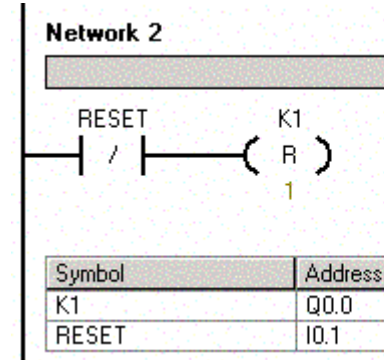 Network 2
RESET K1
/ R
1
Symbol Address
K1 Q0.0
RESET I0.1